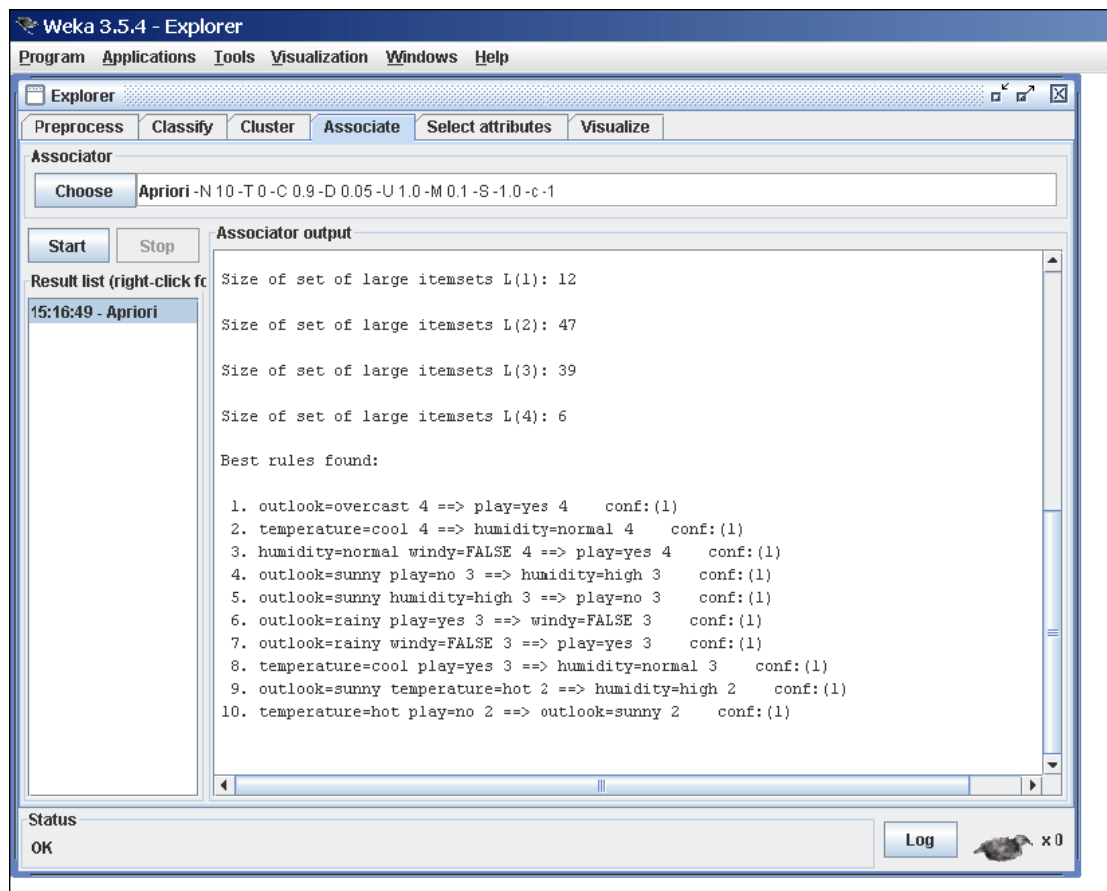 Weka 3.5.4 - Explorer
Program Applications Tools Visualization Windows Help
Explorer
Preprocess Classify Cluster Associate Select attributes Visualize
Associator
Choose Apriori -N 10 -T 0 -C 0.9 -D 0.05 -U 1.0 -M 0.1 -S -1.0 -c -1
Start Stop
Result list (right-click fo
15:16:49 - Apriori
Associator output
Size of set of large itemsets L(1): 12
Size of set of large itemsets L(2): 47
Size of set of large itemsets L(3): 39
Size of set of large itemsets L(4): 6
Best rules found:
1. outlook=overcast 4 ==> play=yes 4 conf:(1)
2. temperature=cool 4 ==> humidity=normal 4 conf:(1)
3. humidity=normal windy=FALSE 4 ==> play=yes 4 conf:(1)
4. outlook=sunny play=no 3 ==> humidity=high 3 conf:(1)
5. outlook=sunny humidity=high 3 ==> play=no 3 conf:(1)
6. outlook=rainy play=yes 3 ==> windy=FALSE 3 conf:(1)
7. outlook=rainy windy=FALSE 3 ==> play=yes 3 conf:(1)
8. temperature=cool play=yes 3 ==> humidity=normal 3 conf:(1)
9. outlook=sunny temperature=hot 2 ==> humidity=high 2 conf:(1)
10. temperature=hot play=no 2 ==> outlook=sunny 2 conf:(1)
Status
OK
Log x 0